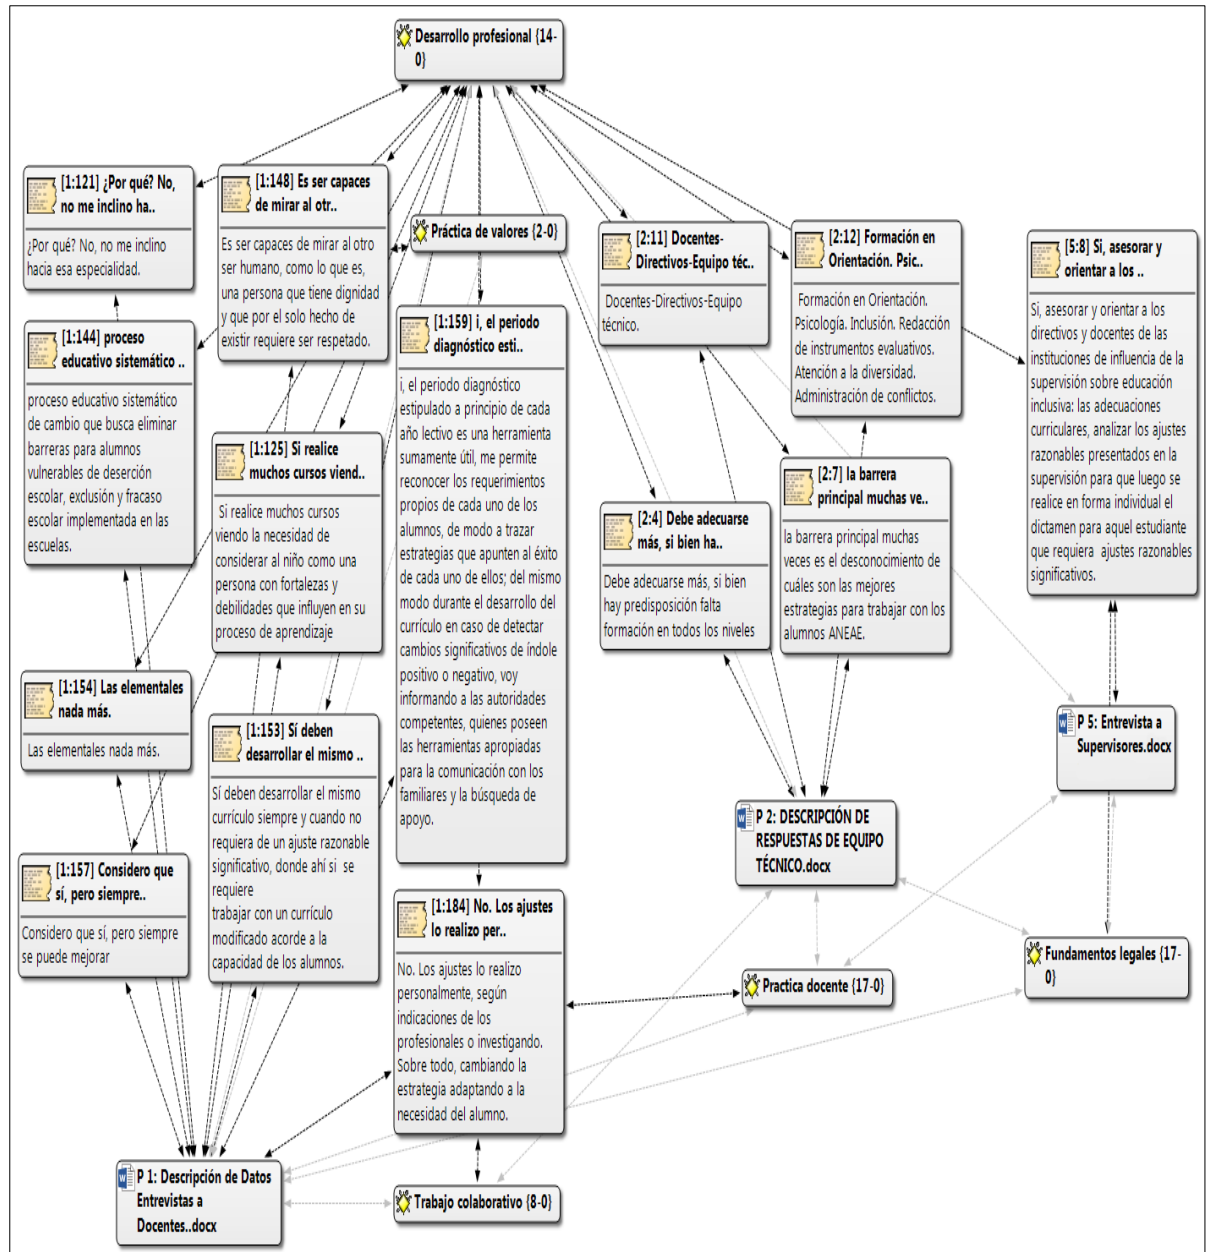 Desarrollo profesional {14-
0}
[1:121] ¿Por qué? No,
no me inclino ha..
¿Por qué? No, no me inclino
hacia esa especialidad.
[1:148] Es ser capaces
de mirar al otr..
Es ser capaces de mirar al otro
ser humano, como lo que es,
una persona que tiene dignidad
y que por el solo hecho de
existir requiere ser respetado.
Práctica de valores {2-0}
[2:11] Docentes-
Directivos-Equipo téc..
Docentes-Directivos-Equipo
técnico.
[2:12] Formación en
Orientación. Psic..
Formación en Orientación.
Psicología. Inclusión. Redacción
de instrumentos evaluativos.
Atención a la diversidad.
Administración de conflictos.
[5:8] Si, asesorar y
orientar a los ..
Si, asesorar y orientar a los
directivos y docentes de las
instituciones de influencia de la
supervisión sobre educación
inclusiva: las adecuaciones
curriculares, analizar los ajustes
razonables presentados en la
supervisión para que luego se
realice en forma individual el
dictamen para aquel estudiante
que requiera ajustes razonables
significativos.
[1:144] proceso
educativo sistemático ..
proceso educativo sistemático
de cambio que busca eliminar
barreras para alumnos
vulnerables de deserción
escolar, exclusión y fracaso
escolar implementada en las
escuelas.
[1:159] i, el periodo
diagnóstico esti..
i, el periodo diagnóstico
estipulado a principio de cada
año lectivo es una herramienta
sumamente útil, me permite
reconocer los requerimientos
propios de cada uno de los
alumnos, de modo a trazar
estrategias que apunten al éxito
de cada uno de ellos; del mismo
modo durante el desarrollo del
currículo en caso de detectar
cambios significativos de índole
positivo o negativo, voy
informando a las autoridades
competentes, quienes poseen
las herramientas apropiadas
para la comunicación con los
familiares y la búsqueda de
apoyo.
[1:125] Si realice
muchos cursos viend..
Si realice muchos cursos
viendo la necesidad de
considerar al niño como una
persona con fortalezas y
debilidades que influyen en su
proceso de aprendizaje
[2:4] Debe adecuarse
más, si bien ha..
Debe adecuarse más, si bien
hay predisposición falta
formación en todos los niveles
[2:7] la barrera
principal muchas ve..
la barrera principal muchas
veces es el desconocimiento de
cuáles son las mejores
estrategias para trabajar con los
alumnos ANEAE.
[1:154] Las elementales
nada más.
Las elementales nada más.
[1:153] Sí deben
desarrollar el mismo ..
Sí deben desarrollar el mismo
currículo siempre y cuando no
requiera de un ajuste razonable
significativo, donde ahí si se
requiere
trabajar con un currículo
modificado acorde a la
capacidad de los alumnos.
P 5: Entrevista a
Supervisores.docx
P 2: DESCRIPCIÓN DE
RESPUESTAS DE EQUIPO
TÉCNICO.docx
[1:157] Considero que
sí, pero siempre..
Considero que sí, pero siempre
se puede mejorar
[1:184] No. Los ajustes
lo realizo per..
No. Los ajustes lo realizo
personalmente, según
indicaciones de los
profesionales o investigando.
Sobre todo, cambiando la
estrategia adaptando a la
necesidad del alumno.
Practica docente {17-0}
Fundamentos legales {17-
0}
P 1: Descripción de Datos
Entrevistas a
Docentes..docx
Trabajo colaborativo {8-0}